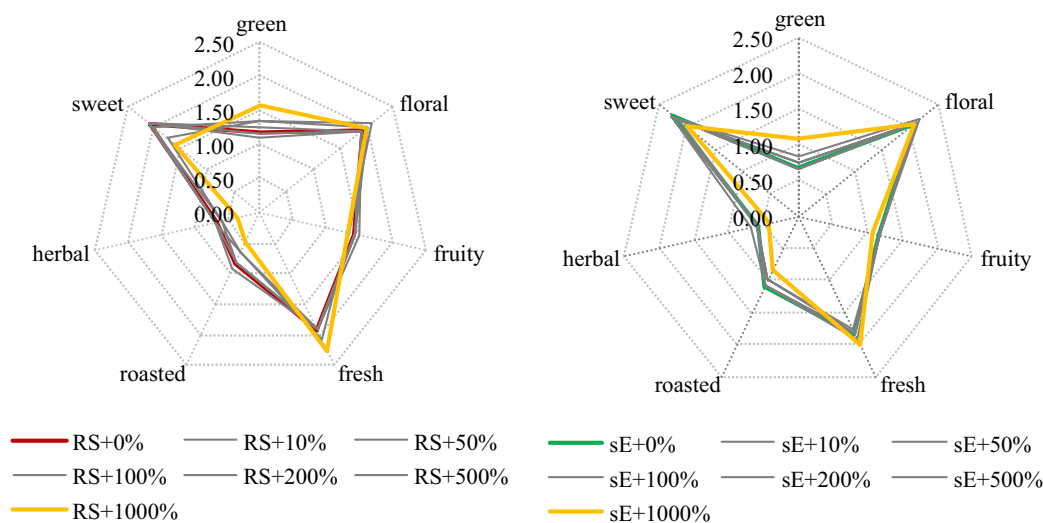 green
2.50
2.00
1.50
1.00
0.50
0.00
sweet
floral
herbal
fruity
roasted
fresh
RS+0% RS+10% RS+50%
RS+100% RS+200% RS+500%
RS+1000%
green
2.50
2.00
1.50
1.00
0.50
0.00
sweet
floral
herbal
fruity
roasted
fresh
sE+0% sE+10% sE+50%
sE+100% sE+200% sE+500%
sE+1000%